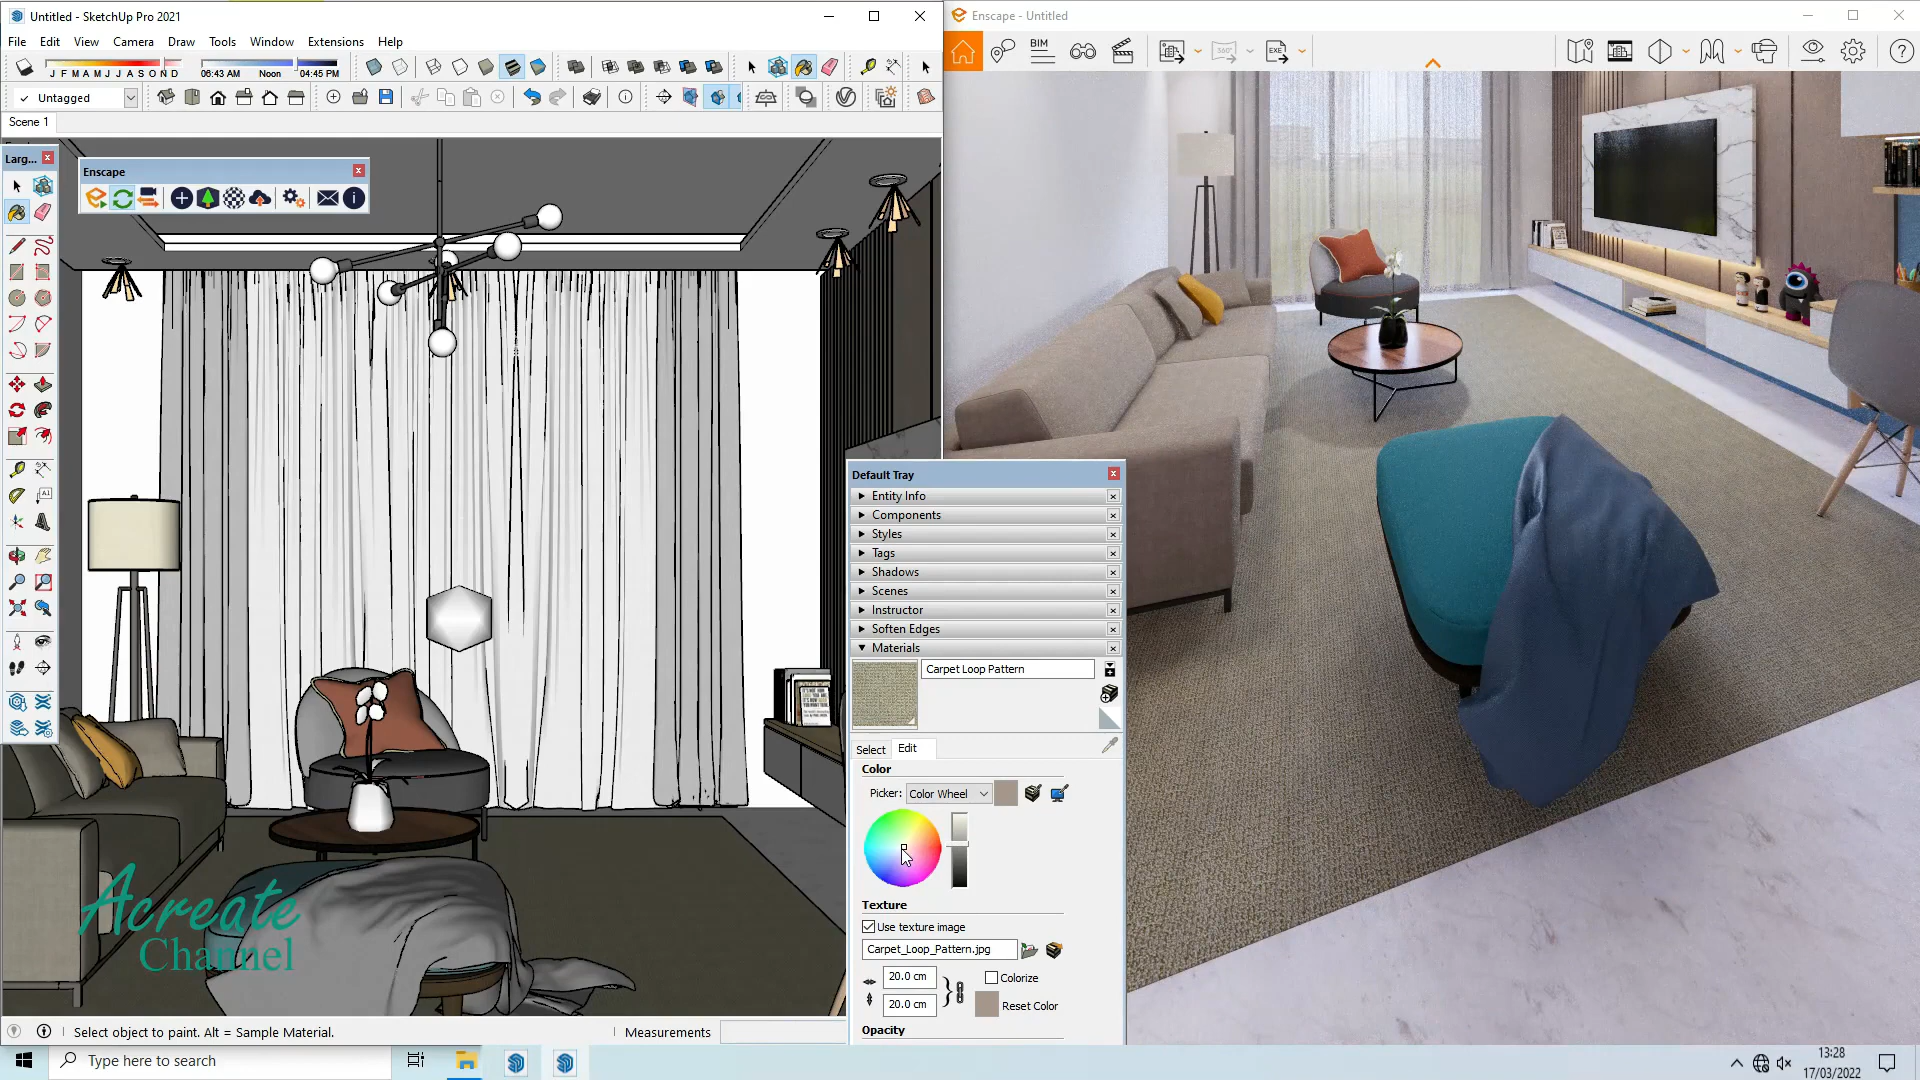 Untitled - SketchUp Pro 2021
File Edit View Camera Draw Tools Window Extensions Help
J F M A M J J A S O N D
06:43 AM Noon 04:45 PM
Untagged
Scene 1
Larg...
Enscape
Acreate
Channel
Select object to paint. Alt = Sample Material.
Measurements
Enscape - Untitled
BIM
360°
EXE
Default Tray
Entity Info
Components
Styles
Tags
Shadows
Scenes
Instructor
Soften Edges
Materials
Carpet Loop Pattern
Select Edit
Color
Picker: Color Wheel
Texture
Use texture image
Carpet_Loop_Pattern.jpg
20.0 cm
Colorize
20.0 cm
Reset Color
Opacity
Type here to search
13:28
17/03/2022